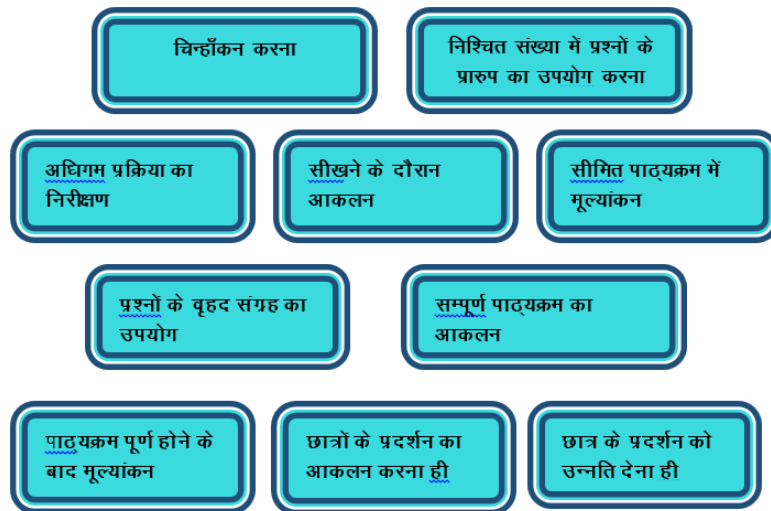 चिन्हाँकन करना
निश्चित संख्या में प्रश्नों के
प्रारुप का उपयोग करना
अधिगम प्रक्रिया का
निरीक्षण
सीखने के दौरान
आकलन
सीमित पाठ्यक्रम में
मूल्यांकन
प्रश्नों के वृहद संग्रह का
उपयोग
सम्पूर्ण पाठ्यक्रम का
आकलन
पाठ्यक्रम पूर्ण होने के
बाद मूल्यांकन
छात्रों के प्रदर्शन का
आकलन करना ही
छात्र के प्रदर्शन को
उन्नति देना ही